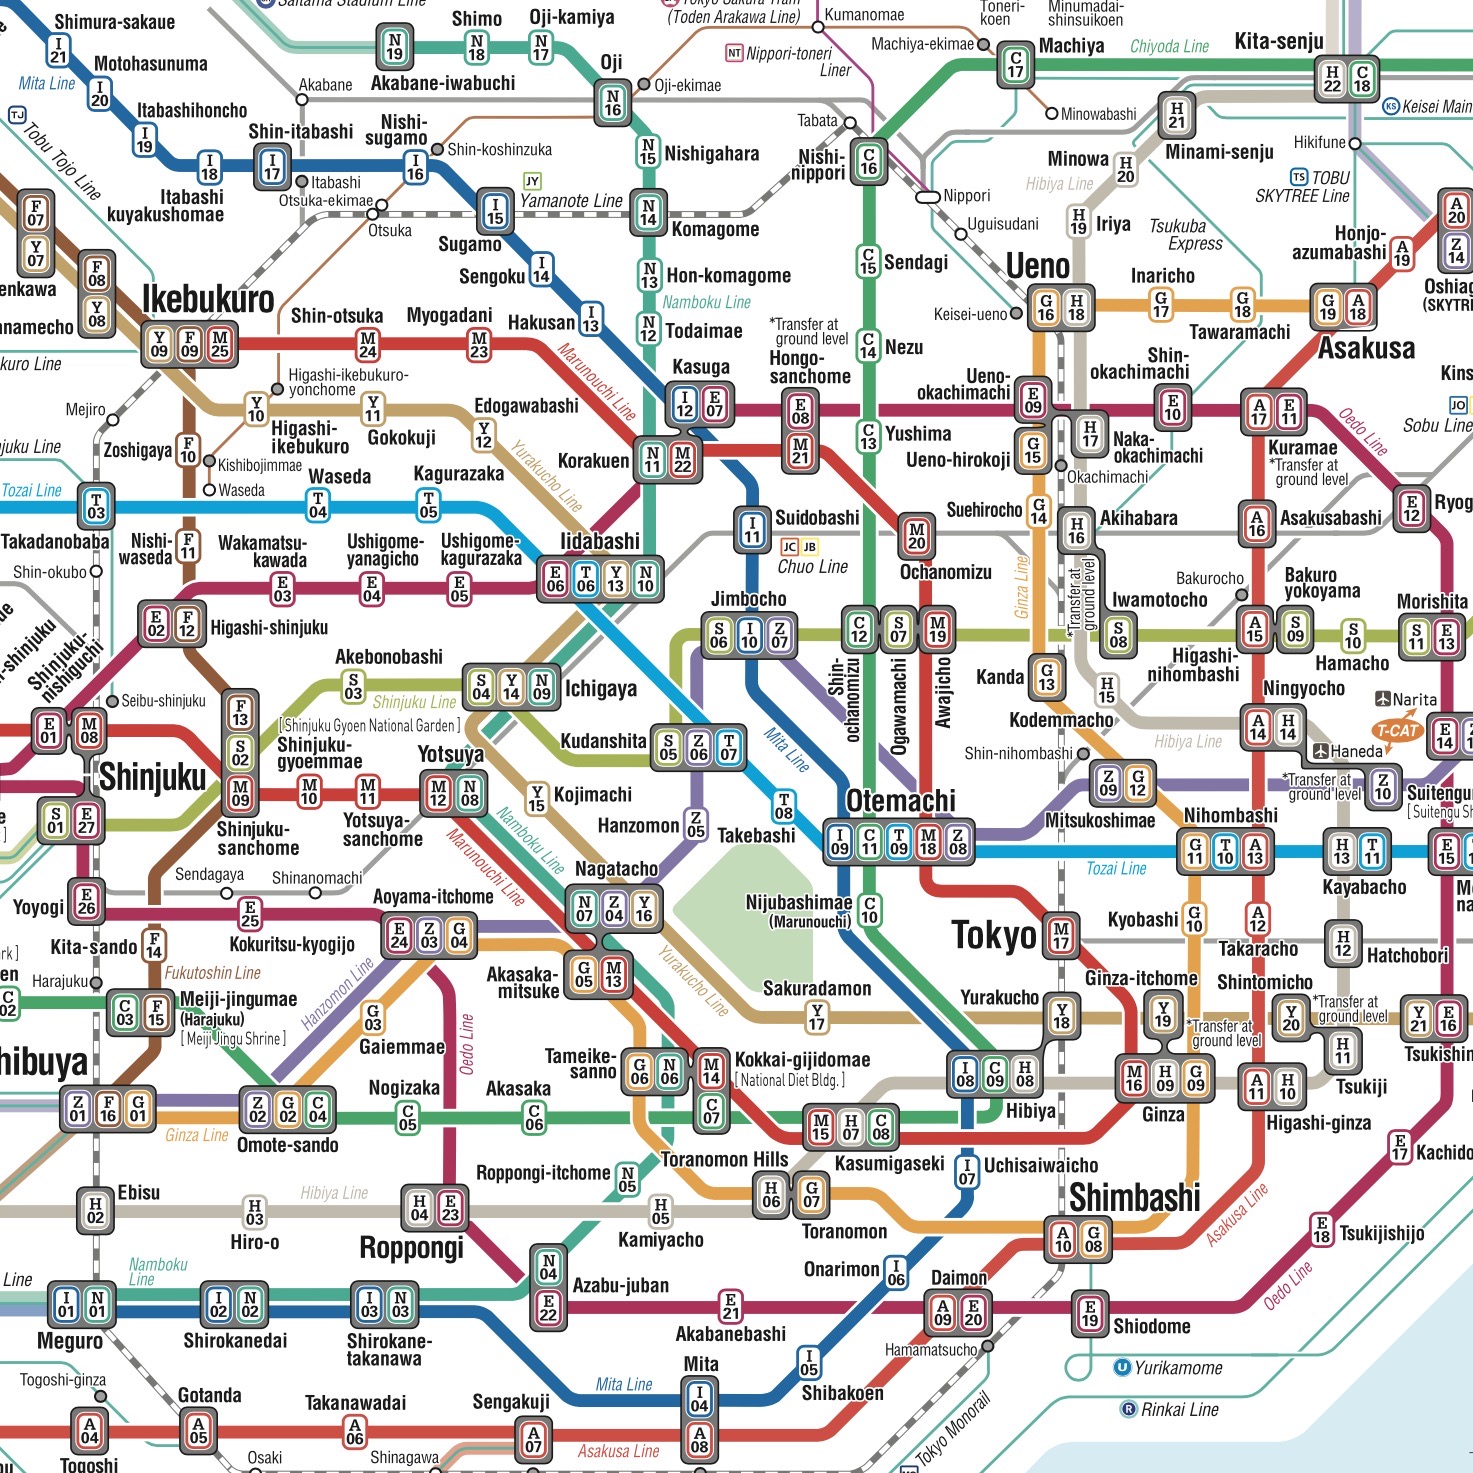 Saitama Stadium Line
Tokyo Sakura Tram
(Toden Arakawa Line)
Kumanomae
Toneri-
koen
Minumadai-
shinsuikoen
Shimura-sakaue
I
21
Mita Line
Motohasunuma
I
20
Itabashihoncho
I
19
TJ
Tobu Tojo Line
I
18
Itabashi
kuyakushomae
Shin-itabashi
I
17
Itabashi
Akabane
N
19
Akabane-iwabuchi
Shimo
N
18
Oji-kamiya
N
17
Oji
N
16
Oji-ekimae
NT
Nippori-toneri
Liner
Machiya-ekimae
Machiya
C
17
Chiyoda Line
Kita-senju
H
22
C
18
KS
Keisei Main
Minowabashi
H
21
Minami-senju
Hikifune
TS
TOBU
SKYTREE Line
Nishi-
sugamo
I
16
Shin-koshinzuka
Otsuka-ekimae
Otsuka
JY
Yamanote Line
I
15
Sugamo
N
15
Nishigahara
N
14
Komagome
Tabata
Nishi-
nippori
C
16
Nippori
Uguisudani
Minowa
H
20
Hibiya Line
H
19
Iriya
Tsukuba
Express
Honjo-
azumabashi
A
19
A
20
Z
14
Oshiag
(SKYTR
F
07
Y
07
enkawa
F
08
Y
08
namecho
Ikebukuro
Y
09
F
09
M
25
kuro Line
Shin-otsuka
M
24
Myogadani
M
23
Sengoku
I
14
Hakusan
I
13
Marunouchi Line
N
13
Hon-komagome
Namboku Line
N
12
Todaimae
C
15
Sendagi
C
14
Nezu
*Transfer at
ground level
Hongo-
sanchome
E
08
M
21
Kasuga
I
12
E
07
Korakuen
N
11
M
22
C
13
Yushima
Ueno
G
16
H
18
Keisei-ueno
Inaricho
G
17
G
18
Tawaramachi
G
19
A
18
Asakusa
Ueno-
okachimachi
E
09
G
15
Ueno-hirokoji
Okachimachi
H
17
Naka-
okachimachi
Shin-
okachimachi
E
10
A
17
E
11
Kuramae
*Transfer at
ground level
Oedo Line
Kins
JO
Sobu Line
E
12
Ryog
Mejiro
Zoshigaya
F
10
Higashi-ikebukuro-
yonchome
Y
10
Higashi-
ikebukuro
Kishibojimmae
Waseda
Y
11
Gokokuji
Edogawabashi
Y
12
Yurakucho Line
juku Line
Tozai Line
T
03
Takadanobaba
Waseda
T
04
Kagurazaka
T
05
Shin-okubo
Nishi-
waseda
F
11
Wakamatsu-
kawada
E
03
Ushigome-
yanagicho
E
04
Ushigome-
kagurazaka
E
05
Iidabashi
E
06
T
06
Y
13
N
10
I
11
Suidobashi
JC
JB
Chuo Line
M
20
Ochanomizu
Suehirocho
G
14
Ginza Line
H
16
Akihabara
*Transfer at
ground level
A
16
Asakusabashi
Bakurocho
Bakuro
yokoyama
A
15
S
09
Iwamotocho
S
08
Higashi-
nihombashi
S
10
Hamacho
Morishita
S
11
E
13
E
02
F
12
Higashi-shinjuku
i-shinjuku
Shinjuku-
nishiguchi
Seibu-shinjuku
E
01
M
08
Shinjuku
S
01
E
27
F
13
S
02
M
09
Shinjuku-
sanchome
Akebonobashi
S
03
Shinjuku Line
[ Shinjuku Gyoen National Garden ]
Shinjuku-
gyoemmae
M
10
M
11
Yotsuya-
sanchome
S
04
Y
14
N
09
Ichigaya
Yotsuya
M
12
N
08
Y
15
Kojimachi
Jimbocho
S
06
I
10
Z
07
Kudanshita
S
05
Z
06
T
07
Mita Line
C
12
S
07
M
19
Shin-
ochanomizu
Ogawamachi
Awajicho
Kanda
G
13
Kodemmacho
H
15
Shin-nihombashi
Hibiya Line
Ningyocho
A
14
H
14
Narita
T-CAT
Haneda
*Transfer at
ground level
Z
10
E
14
Z
Suitengu
[ Suitengu Sh
Z
09
G
12
Mitsukoshimae
Hanzomon
Z
05
T
08
Takebashi
Otemachi
I
09
C
11
T
09
M
18
Z
08
Tozai Line
Nihombashi
G
11
T
10
A
13
H
13
T
11
Kayabacho
E
15
T
Mo
na
Yoyogi
E
26
Sendagaya
Shinanomachi
E
25
Kokuritsu-kyogijo
Kita-sando
F
14
Harajuku
Fukutoshin Line
Aoyama-itchome
E
24
Z
03
G
04
Namboku Line
Marunouchi Line
Nagatacho
N
07
Z
04
Y
16
Akasaka-
mitsuke
G
05
M
13
Yurakucho Line
Nijubashimae
(Marunouchi)
C
10
Tokyo
M
17
Kyobashi
G
10
A
12
Takaracho
H
12
Hatchobori
ark ]
en
C
02
C
03
F
15
Meiji-jingumae
(Harajuku)
[ Meiji Jingu Shrine ]
Hanzomon Line
G
03
Gaiemmae
Oedo Line
Sakuradamon
Y
17
Yurakucho
Y
18
Ginza-itchome
Y
19
*Transfer at
ground level
Shintomicho
Y
20
*Transfer at
ground level
H
11
Tsukiji
Y
21
E
16
Tsukishin
hibuya
Z
01
F
16
G
01
Ginza Line
Z
02
G
02
C
04
Omote-sando
Nogizaka
C
05
Akasaka
C
06
Tameike-
sanno
G
06
N
06
M
14
C
07
Kokkai-gijidomae
[ National Diet Bldg. ]
I
08
C
09
H
08
Hibiya
M
16
H
09
G
09
Ginza
A
11
H
10
Higashi-ginza
M
15
H
07
C
08
Kasumigaseki
Toranomon Hills
H
06
G
07
Toranomon
I
07
Uchisaiwaicho
E
17
Kachido
Ebisu
H
02
H
03
Hiro-o
Hibiya Line
H
04
E
23
Roppongi
Roppongi-itchome
N
05
H
05
Kamiyacho
Shimbashi
A
10
G
08
Asakusa Line
E
18
Tsukijishijo
Line
Namboku
Line
I
01
N
01
Meguro
I
02
N
02
Shirokanedai
I
03
N
03
Shirokane-
takanawa
N
04
E
22
Azabu-juban
E
21
Akabanebashi
Onarimon
I
06
Daimon
A
09
E
20
Hamamatsucho
E
19
Shiodome
Oedo Line
U
Yurikamome
R
Rinkai Line
Tokyo Monorail
I
05
Shibakoen
Mita Line
Mita
I
04
A
08
Togoshi-ginza
A
04
Togoshi
Gotanda
A
05
Takanawadai
A
06
Osaki
Shinagawa
Sengakuji
A
07
Asakusa Line